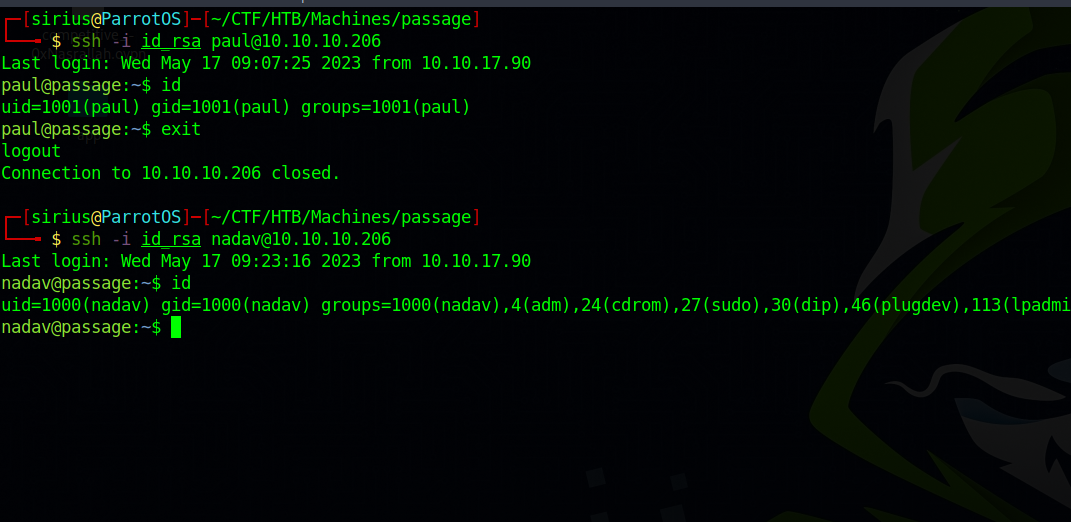 ┌─[sirius@ParrotOS]─[~/CTF/HTB/Machines/passage]
└──╼ $ ssh -i id_rsa paul@10.10.10.206
Last login: Wed May 17 09:07:25 2023 from 10.10.17.90
paul@passage:~$ id
uid=1001(paul) gid=1001(paul) groups=1001(paul)
paul@passage:~$ exit
logout
Connection to 10.10.10.206 closed.
┌─[sirius@ParrotOS]─[~/CTF/HTB/Machines/passage]
└──╼ $ ssh -i id_rsa nadav@10.10.10.206
Last login: Wed May 17 09:23:16 2023 from 10.10.17.90
nadav@passage:~$ id
uid=1000(nadav) gid=1000(nadav) groups=1000(nadav),4(adm),24(cdrom),27(sudo),30(dip),46(plugdev),113(lpadmi
nadav@passage:~$